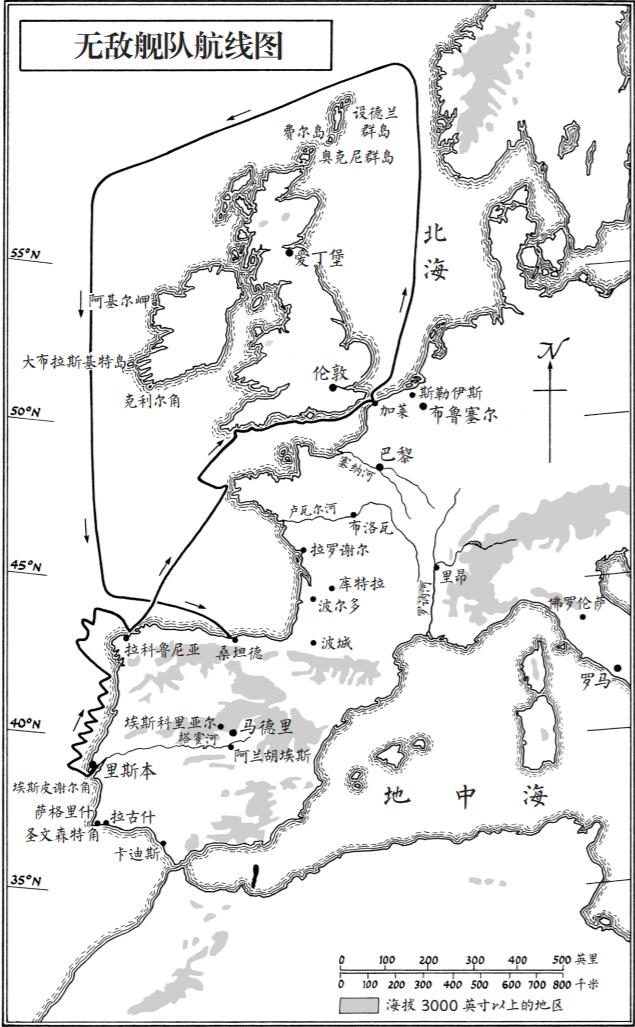 无敌舰队航线图
设德兰
群岛
费尔岛
奥克尼群岛
北
海
55°N
爱丁堡
阿基尔岬
大布拉斯基特岛
克利尔角
N
伦敦
斯勒伊斯
加莱
布鲁塞尔
50°N
巴黎
塞纳河
卢瓦尔河
布洛瓦
拉罗谢尔
45°N
里昂
库特拉
波尔多
佛罗伦萨
拉科鲁尼亚
桑坦德
波城
罗马
40°N
埃斯科里亚尔
马德里
塔霍河
阿兰胡埃斯
里斯本
埃斯皮谢尔角
地中海
萨格里什
拉古什
圣文森特角
卡迪斯
35°N
0 100 200 300 400 500 英里
0 100 200 300 400 500 600 700 800 千米
海拔 3000 英寸以上的地区